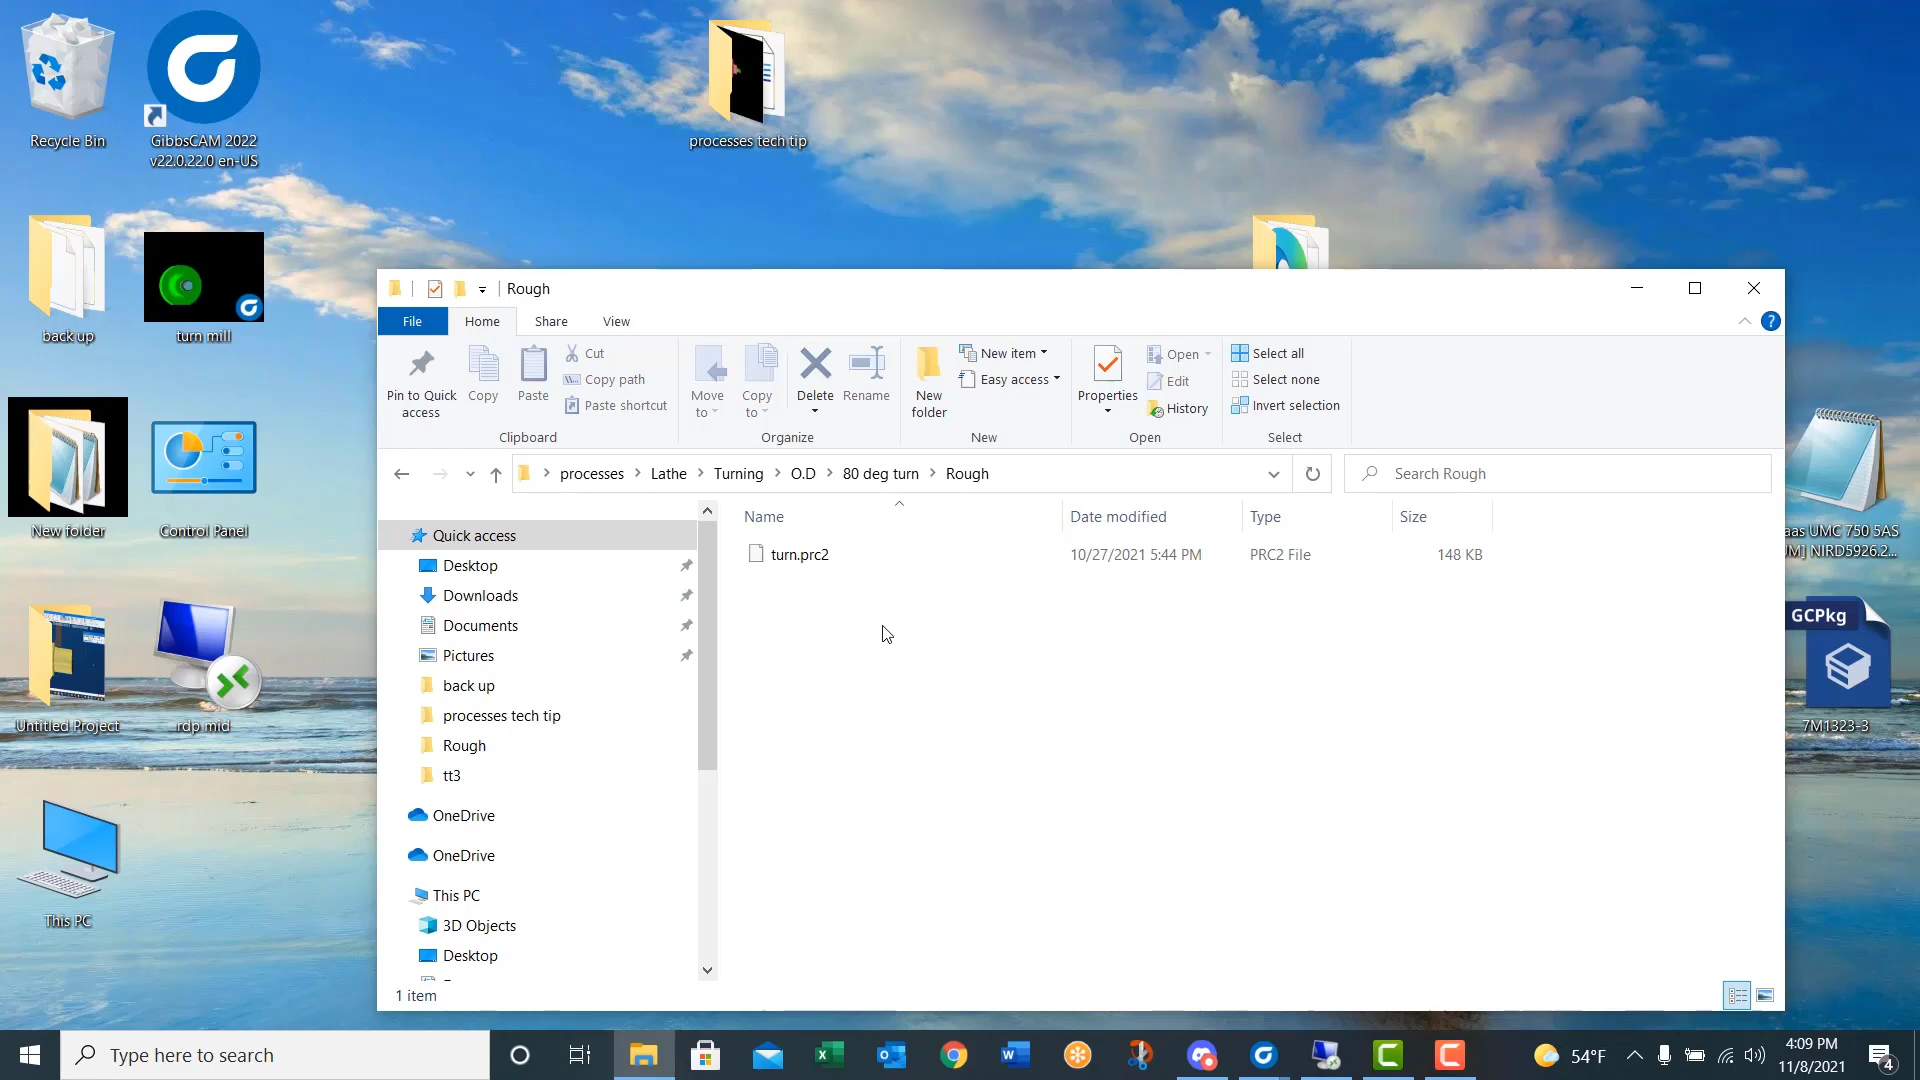 Recycle Bin
GibbsCAM 2022
v22.0.22.0 en-US
processes tech tip
back up
turn mill
New folder
Control Panel
Untitled Project
rdp mid
This PC
Rough
File
Home
Share
View
Pin to Quick
access
Copy
Paste
Cut
Copy path
Paste shortcut
Clipboard
Move
to
Copy
to
Delete
Rename
Organize
New
folder
New item
Easy access
New
Properties
Open
Edit
History
Open
Select all
Select none
Invert selection
Select
processes > Lathe > Turning > O.D > 80 deg turn > Rough
Search Rough
Name
Date modified
Type
Size
turn.prc2
10/27/2021 5:44 PM
PRC2 File
148 KB
Quick access
Desktop
Downloads
Documents
Pictures
back up
processes tech tip
Rough
tt3
OneDrive
OneDrive
This PC
3D Objects
Desktop
1 item
aas UMC 750 5AS
M] NIRD5926.2...
GCPkg
7M1323-3
Type here to search
54°F
4:09 PM
11/8/2021
4